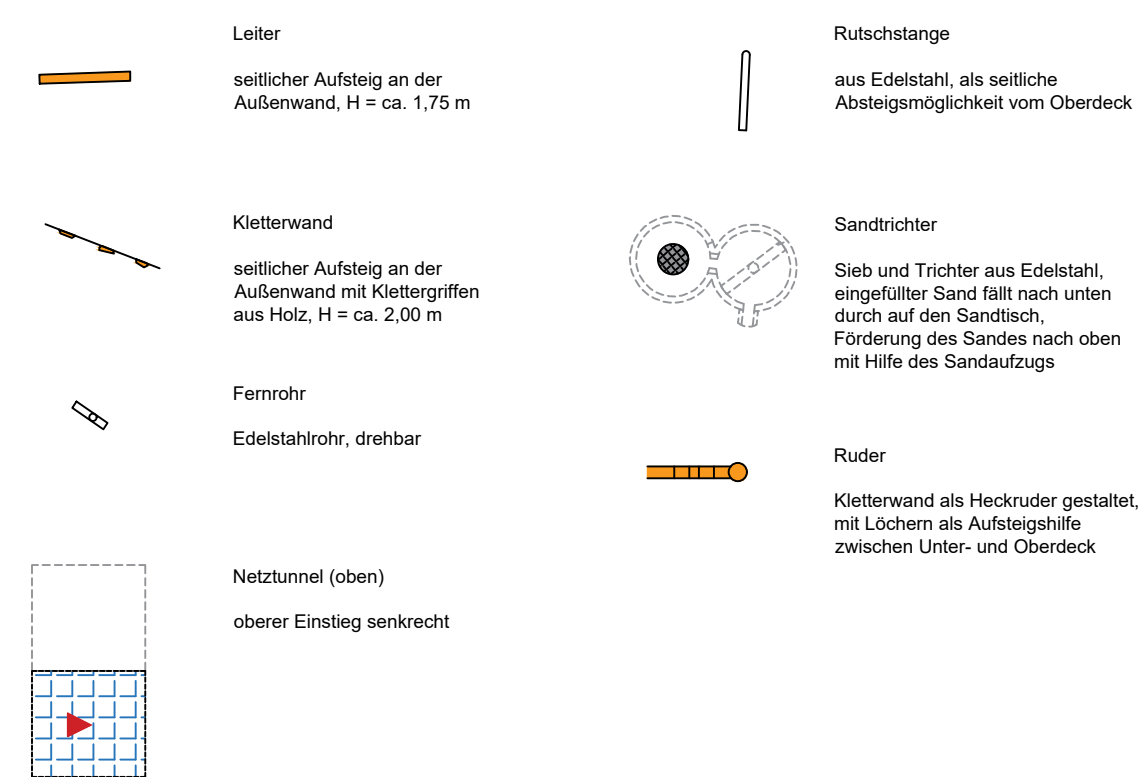 Leiter
seitlicher Aufsteig an der
Außenwand, H = ca. 1,75 m
Kletterwand
seitlicher Aufsteig an der
Außenwand mit Klettergriffen
aus Holz, H = ca. 2,00 m
Fernrohr
Edelstahlrohr, drehbar
Netztunnel (oben)
oberer Einstieg senkrecht
Rutschstange
aus Edelstahl, als seitliche
Absteigsmöglichkeit vom Oberdeck
Sandtrichter
Sieb und Trichter aus Edelstahl,
eingefüllter Sand fällt nach unten
durch auf den Sandtisch,
Förderung des Sandes nach oben
mit Hilfe des Sandaufzugs
Ruder
Kletterwand als Heckruder gestaltet,
mit Löchern als Aufsteigshilfe
zwischen Unter- und Oberdeck